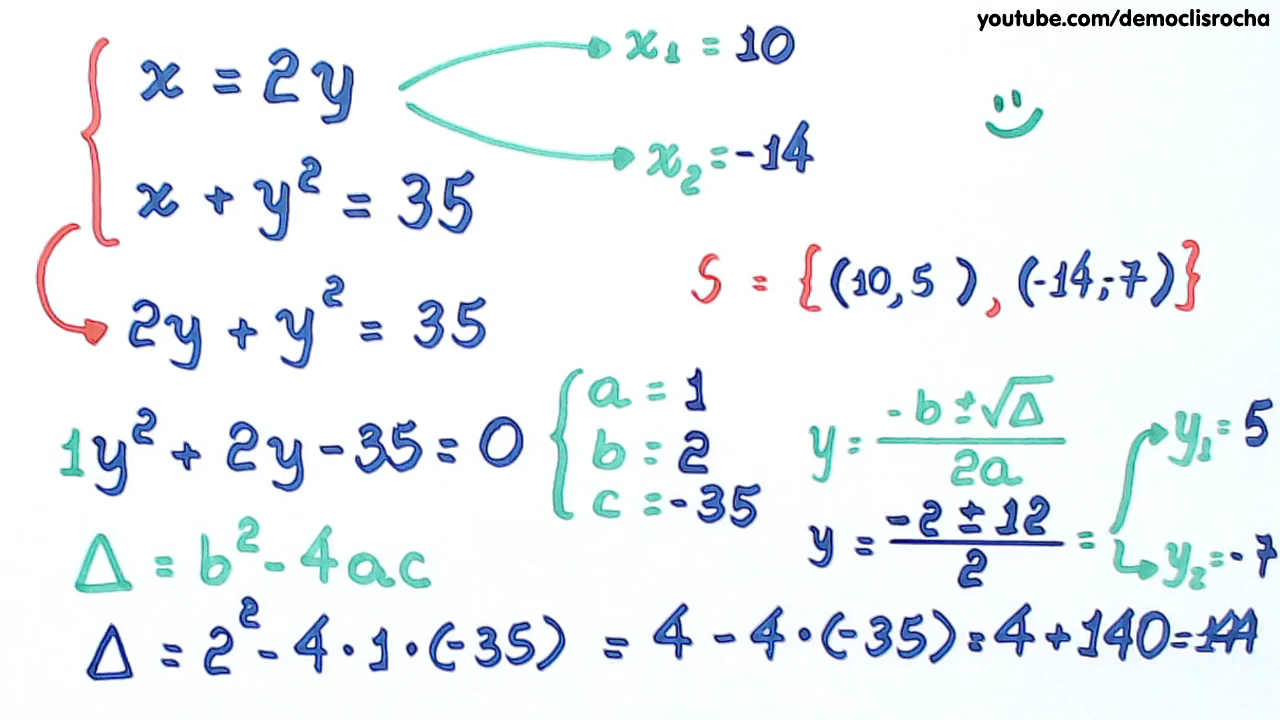 youtube.com/democlisrocha
x = 2y
x₁ = 10
x₂ = -14
x + y² = 35
S = {(10,5), (-14,-7)}
2y + y² = 35
1y² + 2y - 35 = 0
a = 1
b = 2
c = -35
y = (-b ± √Δ)/2a
y = (-2 ± 12)/2 =
y₁ = 5
y₂ = -7
Δ = b² - 4ac
Δ = 2² - 4 · 1 · (-35) = 4 - 4 · (-35) = 4 + 140 = 144